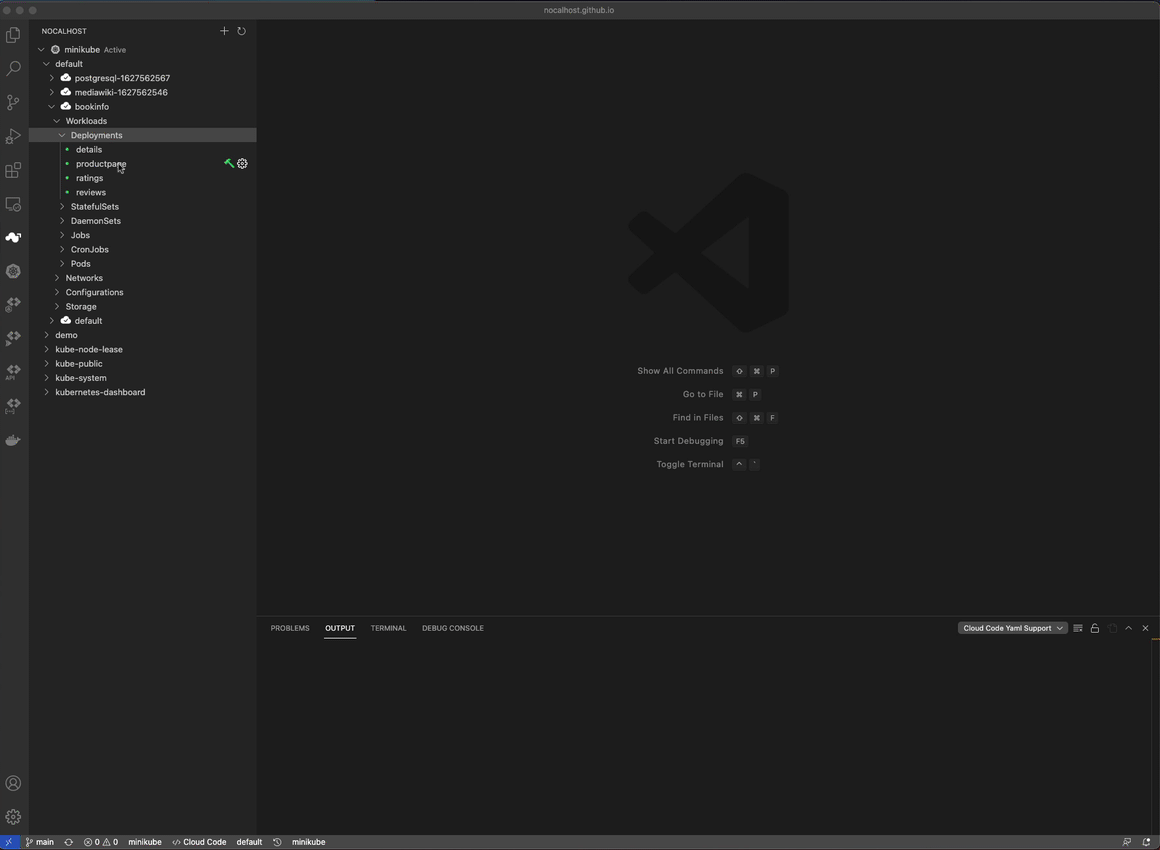 nocalhost.github.io
NOCALHOST
minikube Active
default
postgresql-1627562567
mediawiki-1627562546
bookinfo
Workloads
Deployments
details
productpage
ratings
reviews
StatefulSets
DaemonSets
Jobs
CronJobs
Pods
Networks
Configurations
Storage
default
demo
kube-node-lease
kube-public
kube-system
kubernetes-dashboard
API
Show All Commands ⇧ ⌘ P
Go to File ⌘ P
Find in Files ⇧ ⌘ F
Start Debugging F5
Toggle Terminal ^ `
PROBLEMS OUTPUT TERMINAL DEBUG CONSOLE Cloud Code Yaml Support
main 0 0 minikube Cloud Code default minikube